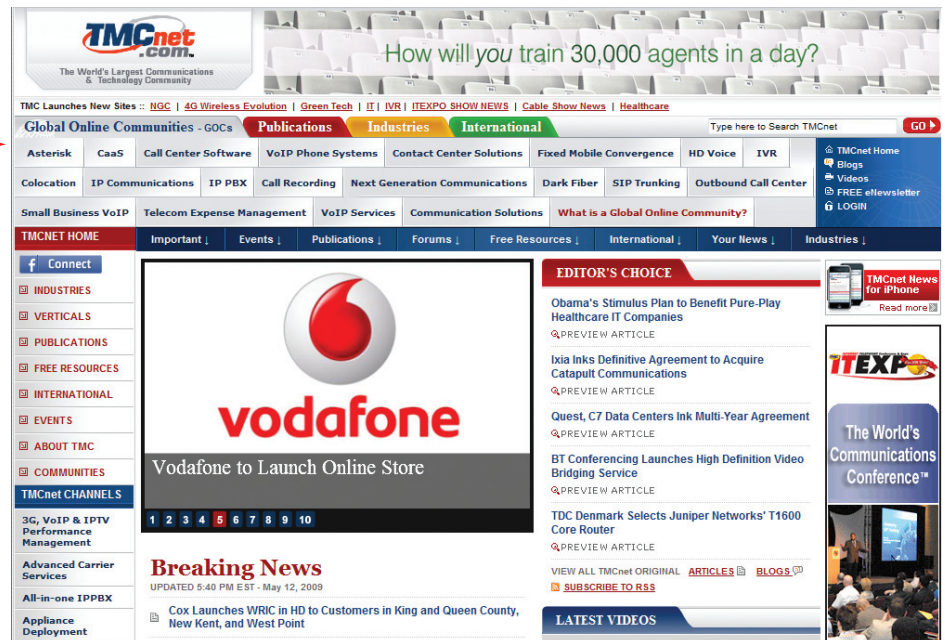 TMCnet
.com
The World's Largest Communications
& Technology Community
How will you train 30,000 agents in a day?
TMC Launches New Sites :: NGC | 4G Wireless Evolution | Green Tech | IT | IVR | ITEXPO SHOW NEWS | Cable Show News | Healthcare
Global Online Communities - GOCs Publications Industries International Type here to Search TMCnet GO
Asterisk CaaS Call Center Software VoIP Phone Systems Contact Center Solutions Fixed Mobile Convergence HD Voice IVR
Colocation IP Communications IP PBX Call Recording Next Generation Communications Dark Fiber SIP Trunking Outbound Call Center
Small Business VoIP Telecom Expense Management VoIP Services Communication Solutions What is a Global Online Community?
TMCnet Home
Blogs
Videos
FREE eNewsletter
LOGIN
TMCNET HOME Important ↓ Events ↓ Publications ↓ Forums ↓ Free Resources ↓ International ↓ Your News ↓ Industries ↓
f Connect
INDUSTRIES
VERTICALS
PUBLICATIONS
FREE RESOURCES
INTERNATIONAL
EVENTS
ABOUT TMC
COMMUNITIES
TMCnet CHANNELS
3G, VoIP & IPTV
Performance
Management
Advanced Carrier
Services
All-in-one IPPBX
Appliance
Deployment
vodafone
Vodafone to Launch Online Store
1 2 3 4 5 6 7 8 9 10
Breaking News
UPDATED 5:40 PM EST - May 12, 2009
Cox Launches WRIC in HD to Customers in King and Queen County,
New Kent, and West Point
EDITOR'S CHOICE
Obama's Stimulus Plan to Benefit Pure-Play
Healthcare IT Companies
PREVIEW ARTICLE
Ixia Inks Definitive Agreement to Acquire
Catapult Communications
PREVIEW ARTICLE
Quest, C7 Data Centers Ink Multi-Year Agreement
PREVIEW ARTICLE
BT Conferencing Launches High Definition Video
Bridging Service
PREVIEW ARTICLE
TDC Denmark Selects Juniper Networks' T1600
Core Router
PREVIEW ARTICLE
VIEW ALL TMCnet ORIGINAL ARTICLES BLOGS
SUBSCRIBE TO RSS
LATEST VIDEOS
TMCnet News
for iPhone
Read more
ITEXPO
The World's
Communications
Conference™